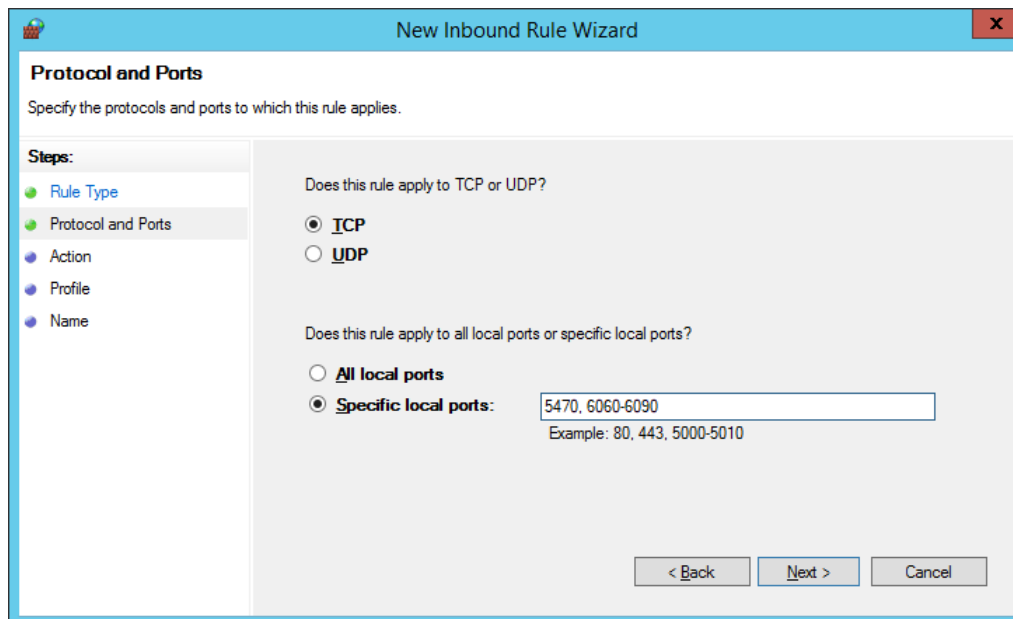 New Inbound Rule Wizard
x
Protocol and Ports
Specify the protocols and ports to which this rule applies.
Steps:
Rule Type
Protocol and Ports
Action
Profile
Name
Does this rule apply to TCP or UDP?
TCP
UDP
Does this rule apply to all local ports or specific local ports?
All local ports
Specific local ports:
5470, 6060-6090
Example: 80, 443, 5000-5010
< Back
Next >
Cancel